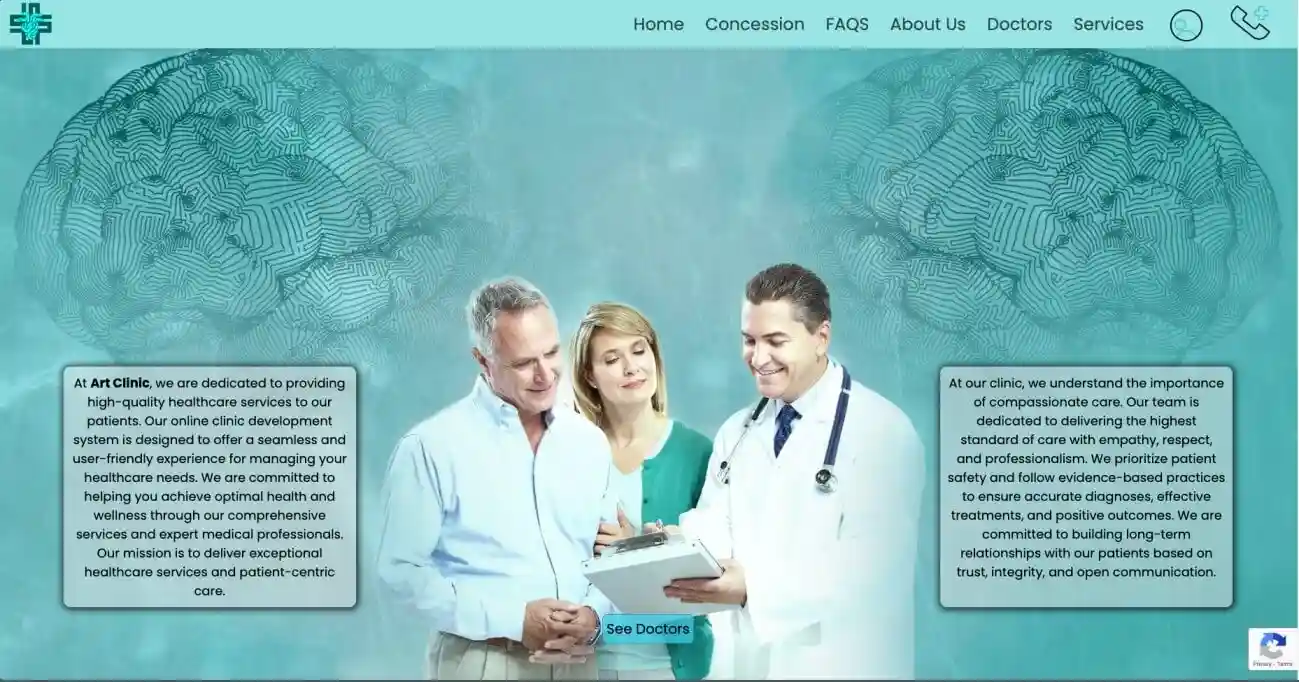 Home Concession FAQS About Us Doctors Services
At Art Clinic, we are dedicated to providing
high-quality healthcare services to our
patients. Our online clinic development
system is designed to offer a seamless and
user-friendly experience for managing your
healthcare needs. We are committed to
helping you achieve optimal health and
wellness through our comprehensive
services and expert medical professionals.
Our mission is to deliver exceptional
healthcare services and patient-centric
care.
At our clinic, we understand the importance
of compassionate care. Our team is
dedicated to delivering the highest
standard of care with empathy, respect,
and professionalism. We prioritize patient
safety and follow evidence-based practices
to ensure accurate diagnoses, effective
treatments, and positive outcomes. We are
committed to building long-term
relationships with our patients based on
trust, integrity, and open communication.
See Doctors
Privacy - Terms